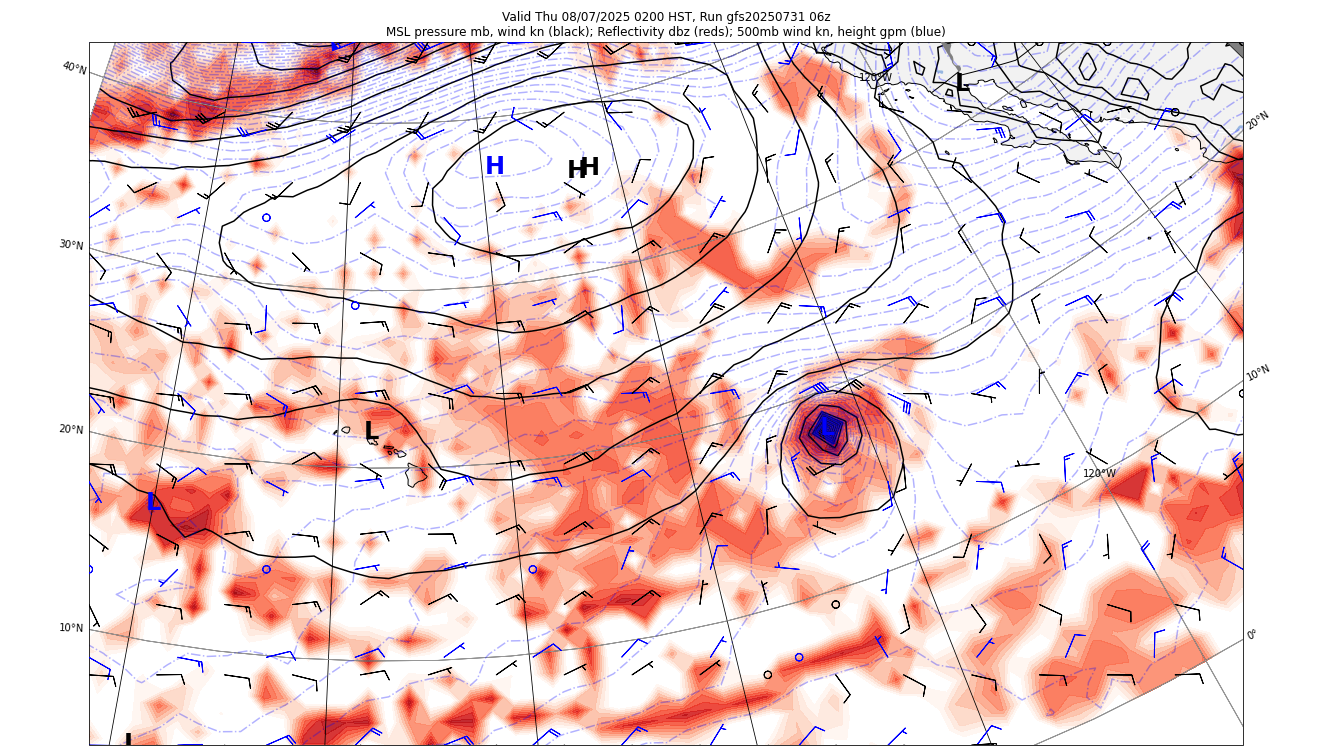 Valid Thu 08/07/2025 0200 HST, Run gfs20250731 06z
MSL pressure mb, wind kn (black); Reflectivity dbz (reds); 500mb wind kn, height gpm (blue)
40°N
120°W
L
20°N
H
H
H
30°N
10°N
20°N
L
L
120°W
L
10°N
0°
L